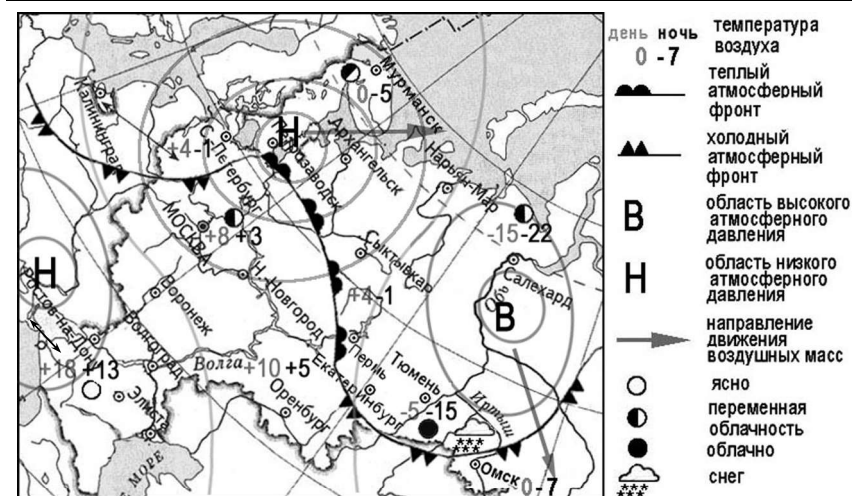 Мурманск
0 -5
Калининград
+4 -1
С.Петербург
Н
Петрозаводск
Архангельск
Нарьян-Мар
МОСКВА
+8 +3
-15 -22
Сыктывкар
Салехард
Обь
В
Н
Н. Новгород
+4 -1
Воронеж
Ростов-на-Дону
Волгоград
+18 +13
Волга
+10 +5
Пермь
Екатеринбург
Тюмень
Иртыш
-5 -15
Элиста
Оренбург
Омск
0 -7
МОРЕ
день ночь
0 -7
температура
воздуха
теплый
атмосферный
фронт
холодный
атмосферный
фронт
В
область высокого
атмосферного
давления
Н
область низкого
атмосферного
давления
направление
движения
воздушных масс
ясно
переменная
облачность
облачно
снег